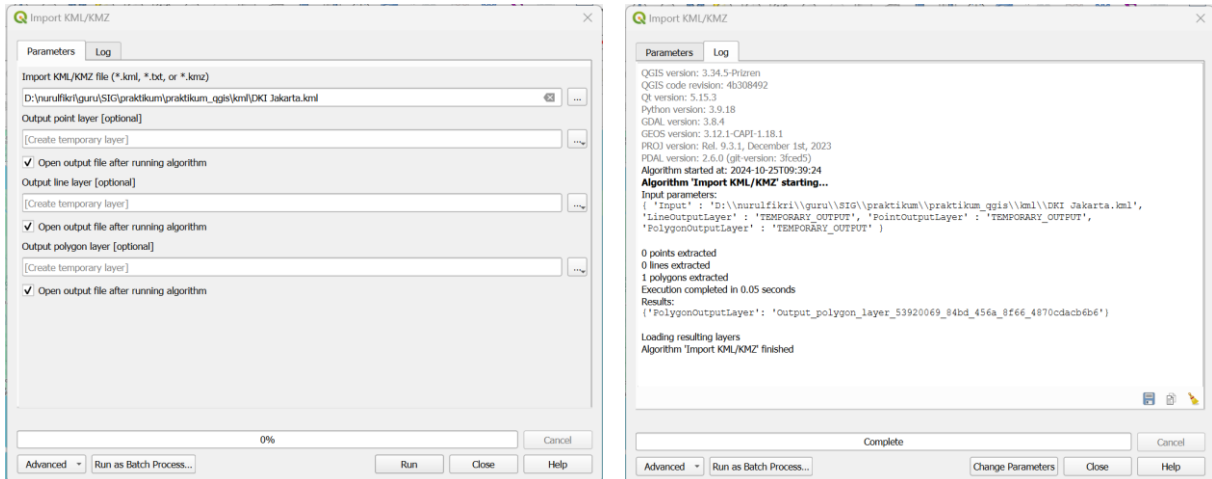 Import KML/KMZ
Parameters
Log
Import KML/KMZ file (*.kml, *.txt, or *.kmz)
D:\nurulfikri\guru\SIG\praktikum\praktikum_qgis\kml\DKI Jakarta.kml
...
Output point layer [optional]
[Create temporary layer]
...
Open output file after running algorithm
Output line layer [optional]
[Create temporary layer]
...
Open output file after running algorithm
Output polygon layer [optional]
[Create temporary layer]
...
Open output file after running algorithm
0%
Cancel
Advanced
Run as Batch Process...
Run
Close
Help
Import KML/KMZ
Parameters
Log
QGIS version: 3.34.5-Prizren
QGIS code revision: 4b308492
Qt version: 5.15.3
Python version: 3.9.18
GDAL version: 3.8.4
GEOS version: 3.12.1-CAPI-1.18.1
PROJ version: Rel. 9.3.1, December 1st, 2023
PDAL version: 2.6.0 (git-version: 3fced5)
Algorithm started at: 2024-10-25T09:39:24
Algorithm 'Import KML/KMZ' starting...
Input parameters:
{ 'Input' : 'D:\\nurulfikri\\guru\\SIG\\praktikum\\praktikum_qgis\\kml\\DKI Jakarta.kml',
'LineOutputLayer' : 'TEMPORARY_OUTPUT', 'PointOutputLayer' : 'TEMPORARY_OUTPUT',
'PolygonOutputLayer' : 'TEMPORARY_OUTPUT' }
0 points extracted
0 lines extracted
1 polygons extracted
Execution completed in 0.05 seconds
Results:
{'PolygonOutputLayer': 'Output_polygon_layer_53920069_84bd_456a_8f66_4870cdacb6b6'}
Loading resulting layers
Algorithm 'Import KML/KMZ' finished
Complete
Cancel
Advanced
Run as Batch Process...
Change Parameters
Close
Help